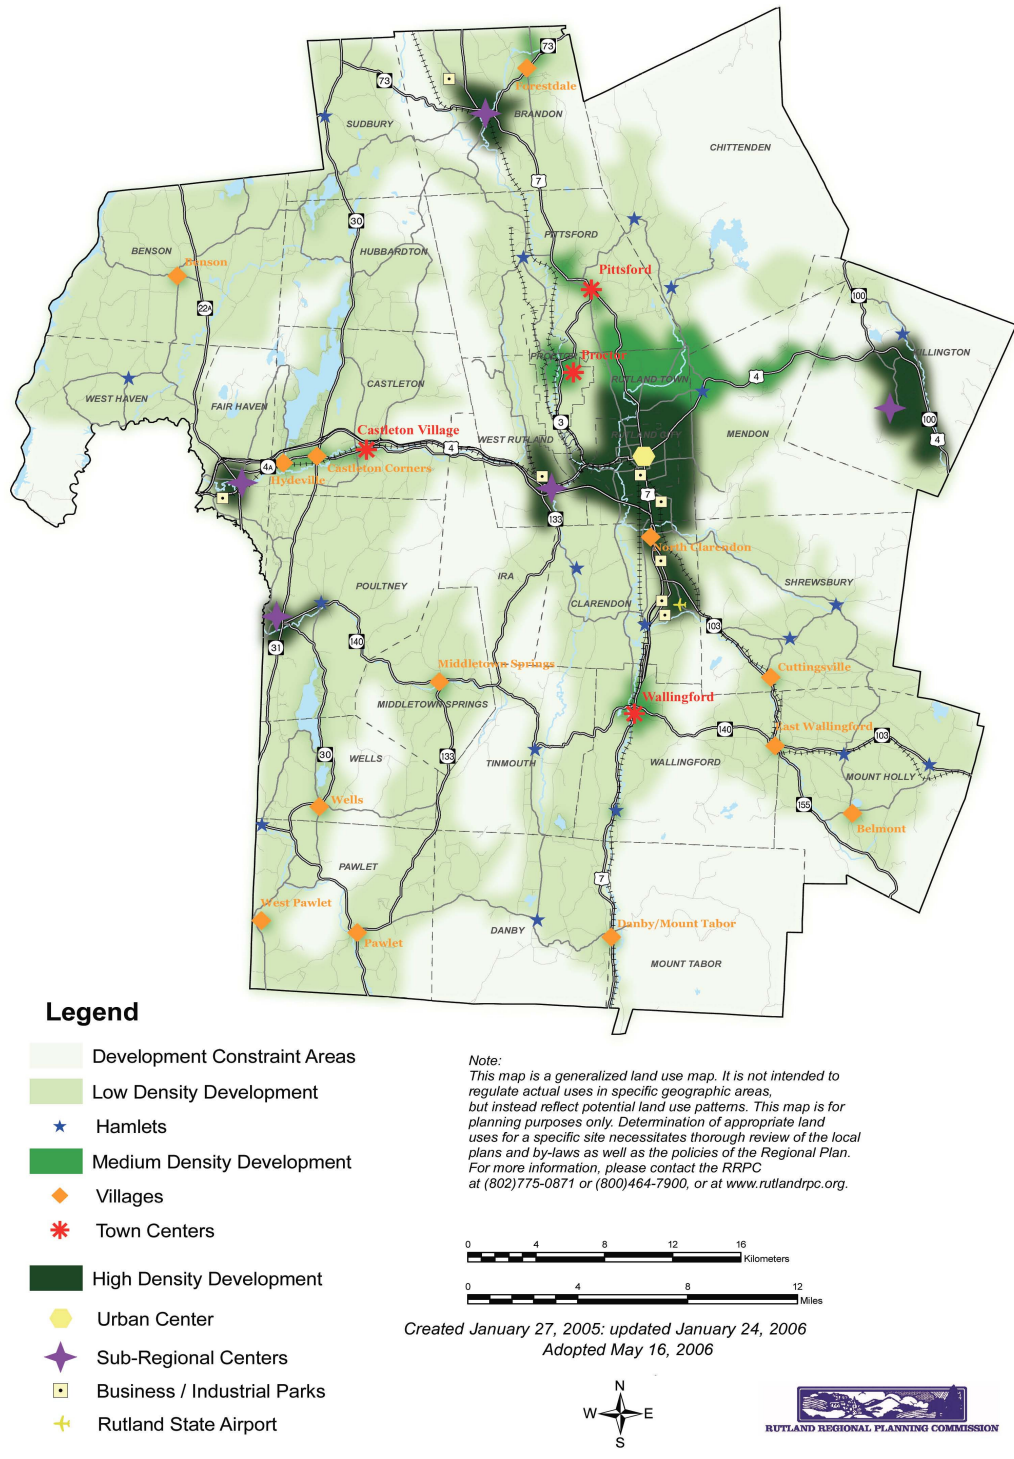 73
73
Forestdale
BRANDON
SUDBURY
CHITTENDEN
7
30
PITTSFORD
BENSON
Benson
HUBBARDTON
Pittsford
22A
100
KILLINGTON
PROCTOR
Proctor
RUTLAND TOWN
4
WEST HAVEN
FAIR HAVEN
CASTLETON
100
4
Castleton Village
3
WEST RUTLAND
RUTLAND CITY
MENDON
4
4A
Castleton Corners
Hydeville
7
133
North Clarendon
IRA
POULTNEY
CLARENDON
SHREWSBURY
103
31
140
Middletown Springs
Cuttingsville
MIDDLETOWN SPRINGS
Wallingford
East Wallingford
140
103
30
133
WELLS
TINMOUTH
WALLINGFORD
MOUNT HOLLY
Wells
155
Belmont
PAWLET
7
West Pawlet
Danby/Mount Tabor
DANBY
Pawlet
MOUNT TABOR
Legend
Development Constraint Areas
Low Density Development
Hamlets
Medium Density Development
Villages
Town Centers
High Density Development
Urban Center
Sub-Regional Centers
Business / Industrial Parks
Rutland State Airport
Note:
This map is a generalized land use map. It is not intended to
regulate actual uses in specific geographic areas,
but instead reflect potential land use patterns. This map is for
planning purposes only. Determination of appropriate land
uses for a specific site necessitates thorough review of the local
plans and by-laws as well as the policies of the Regional Plan.
For more information, please contact the RRPC
at (802)775-0871 or (800)464-7900, or at www.rutlandrpc.org.
0 4 8 12 16
Kilometers
0 4 8 12
Miles
Created January 27, 2005: updated January 24, 2006
Adopted May 16, 2006
N
W E
S
RUTLAND REGIONAL PLANNING COMMISSION